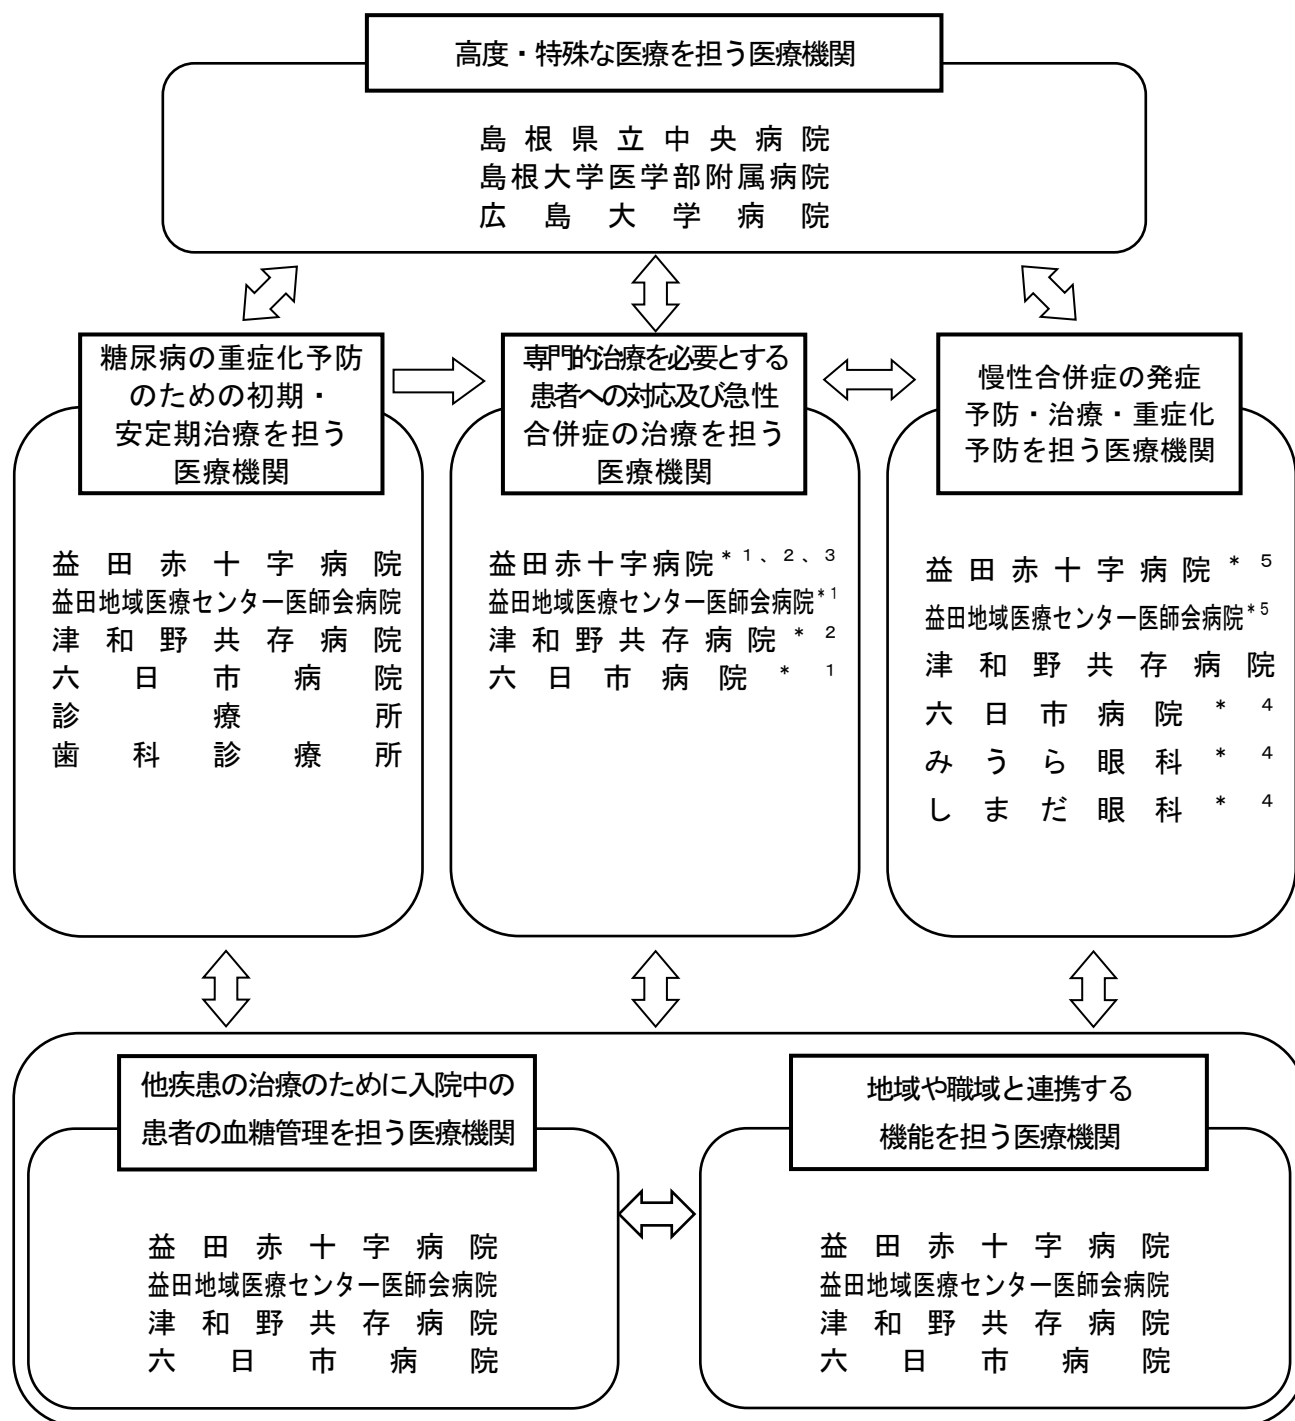 高度・特殊な医療を担う医療機関
島根県立中央病院
島根大学医学部附属病院
広島大学病院
糖尿病の重症化予防
のための初期・
安定期治療を担う
医療機関
益田赤十字病院
益田地域医療センター医師会病院
津和野共存病院
六日市病院
診療所
歯科診療所
専門的治療を必要とする
患者への対応及び急性
合併症の治療を担う
医療機関
益田赤十字病院*1、2、3
益田地域医療センター医師会病院*1
津和野共存病院*2
六日市病院*1
慢性合併症の発症
予防・治療・重症化
予防を担う医療機関
益田赤十字病院*5
益田地域医療センター医師会病院*5
津和野共存病院
六日市病院*4
みうら眼科*4
しまだ眼科*4
他疾患の治療のために入院中の
患者の血糖管理を担う医療機関
益田赤十字病院
益田地域医療センター医師会病院
津和野共存病院
六日市病院
地域や職域と連携する
機能を担う医療機関
益田赤十字病院
益田地域医療センター医師会病院
津和野共存病院
六日市病院